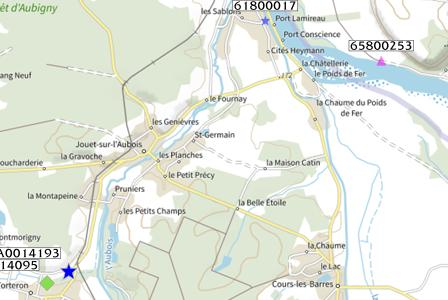 61800017
êt d'Aubigny
les Sablons
Port Lamireau
Port Conscience
Cités Heymann
65800253
la Châtellerie
le Poids de Fer
ang Neuf
le Fournay
la Chaume du Poids
de Fer
les Genièvres
St-Germain
Jouet-sur l'Aubois
les Planches
oucharderie
la Gravoche
la Maison Catin
le Petit Précy
Pruniers
la Montapeine
les Petits Champs
la Belle Étoile
l'Aubois
ontmorigny
A0014193
14095
la Chaume
le Lac
Torteron
Cours-les-Barres